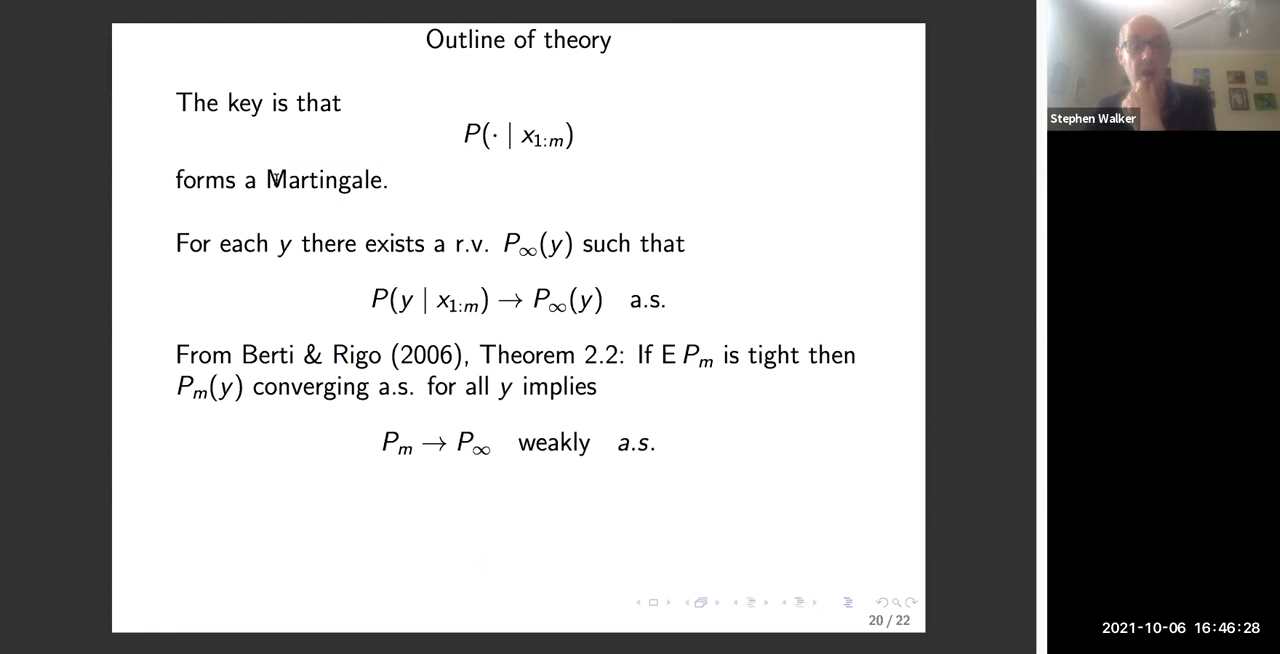 Outline of theory
The key is that
P(· | x₁:ₘ)
forms a Martingale.
For each y there exists a r.v. P∞(y) such that
P(y | x₁:ₘ) → P∞(y) a.s.
From Berti & Rigo (2006), Theorem 2.2: If E Pₘ is tight then
Pₘ(y) converging a.s. for all y implies
Pₘ → P∞ weakly a.s.
20 / 22
Stephen Walker
2021-10-06 16:46:28